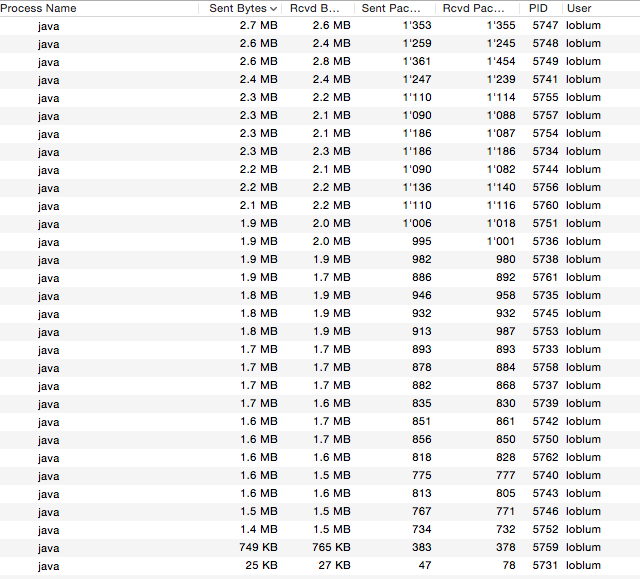 Process Name Sent Bytes Rcvd B... Sent Pac... Rcvd Pac... PID User
java 2.7 MB 2.6 MB 1'353 1'355 5747 loblum
java 2.6 MB 2.4 MB 1'259 1'245 5748 loblum
java 2.6 MB 2.8 MB 1'361 1'454 5749 loblum
java 2.4 MB 2.4 MB 1'247 1'239 5741 loblum
java 2.3 MB 2.2 MB 1'110 1'114 5755 loblum
java 2.3 MB 2.1 MB 1'090 1'088 5757 loblum
java 2.3 MB 2.1 MB 1'186 1'087 5754 loblum
java 2.3 MB 2.3 MB 1'186 1'186 5734 loblum
java 2.2 MB 2.1 MB 1'090 1'082 5744 loblum
java 2.2 MB 2.2 MB 1'136 1'140 5756 loblum
java 2.1 MB 2.2 MB 1'110 1'116 5760 loblum
java 1.9 MB 2.0 MB 1'006 1'018 5751 loblum
java 1.9 MB 2.0 MB 995 1'001 5736 loblum
java 1.9 MB 1.9 MB 982 980 5738 loblum
java 1.9 MB 1.7 MB 886 892 5761 loblum
java 1.8 MB 1.9 MB 946 958 5735 loblum
java 1.8 MB 1.9 MB 932 932 5745 loblum
java 1.8 MB 1.9 MB 913 987 5753 loblum
java 1.7 MB 1.7 MB 893 893 5733 loblum
java 1.7 MB 1.7 MB 878 884 5758 loblum
java 1.7 MB 1.7 MB 882 868 5737 loblum
java 1.7 MB 1.6 MB 835 830 5739 loblum
java 1.6 MB 1.7 MB 851 861 5742 loblum
java 1.6 MB 1.7 MB 856 850 5750 loblum
java 1.6 MB 1.6 MB 818 828 5762 loblum
java 1.6 MB 1.5 MB 775 777 5740 loblum
java 1.6 MB 1.6 MB 813 805 5743 loblum
java 1.5 MB 1.5 MB 767 771 5746 loblum
java 1.4 MB 1.5 MB 734 732 5752 loblum
java 749 KB 765 KB 383 378 5759 loblum
java 25 KB 27 KB 47 78 5731 loblum